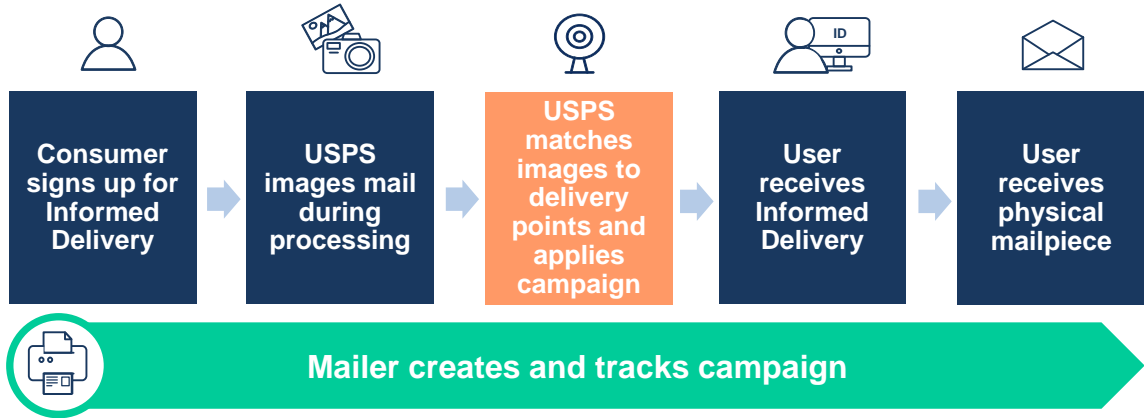 ID
Consumer
signs up for
Informed
Delivery
USPS
images mail
during
processing
USPS
matches
images to
delivery
points and
applies
campaign
User
receives
Informed
Delivery
User
receives
physical
mailpiece
Mailer creates and tracks campaign